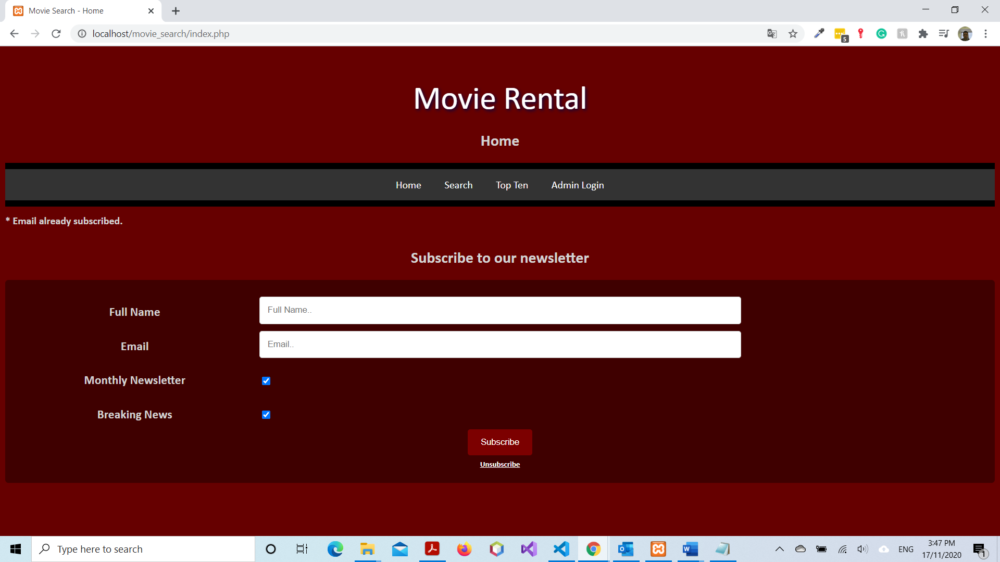 Movie Search - Home
localhost/movie_search/index.php
5
Movie Rental
Home
Home Search Top Ten Admin Login
* Email already subscribed.
Subscribe to our newsletter
Full Name
Full Name..
Email
Email..
Monthly Newsletter
Breaking News
Subscribe
Unsubscribe
Type here to search
ENG
3:47 PM
17/11/2020
1